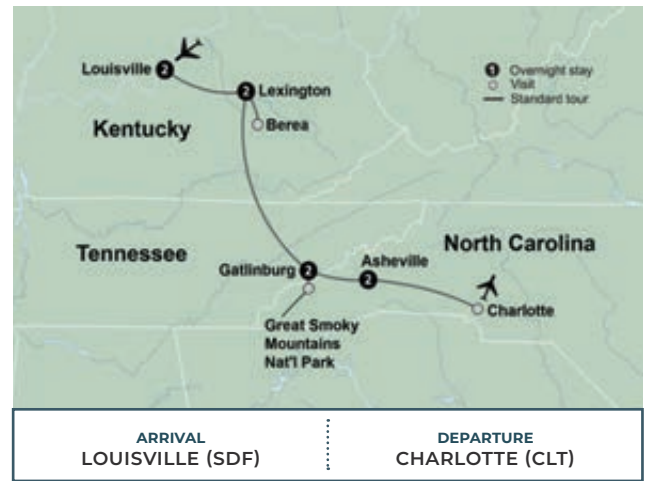 Louisville 2
2 Lexington
Berea
Kentucky
1 Overnight stay
Visit
Standard tour
Tennessee
North Carolina
Gatlinburg 2
Asheville
2
Charlotte
Great Smoky
Mountains
Nat'l Park
ARRIVAL
LOUISVILLE (SDF)
DEPARTURE
CHARLOTTE (CLT)